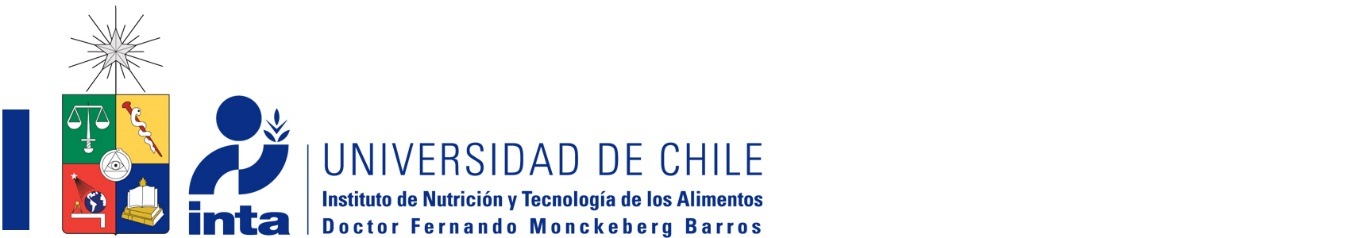 inta
UNIVERSIDAD DE CHILE
Instituto de Nutrición y Tecnología de los Alimentos
Doctor Fernando Monckeberg Barros